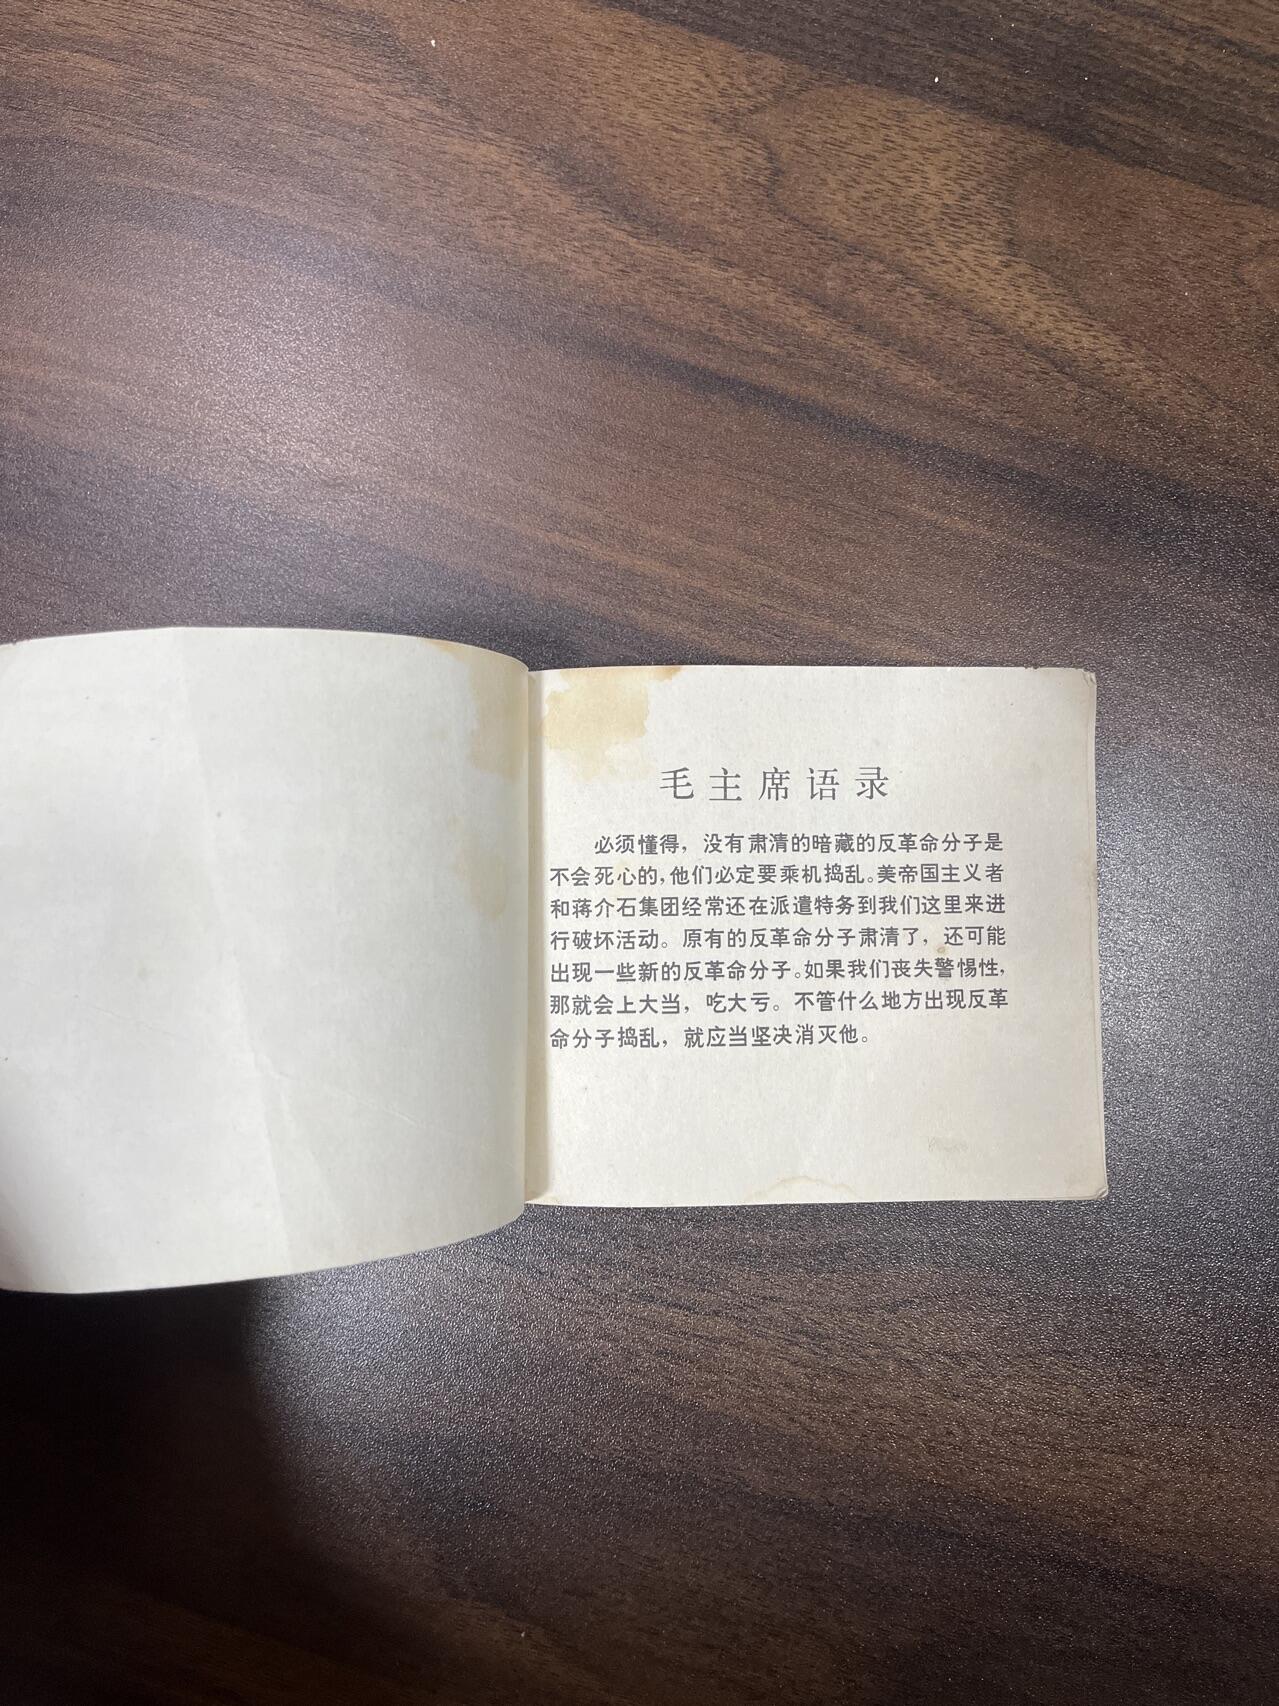 毛主席语录
必须懂得，没有肃清的暗藏的反革命分子是
不会死心的，他们必定要乘机捣乱。美帝国主义者
和蒋介石集团经常还在派遣特务到我们这里来进
行破坏活动。原有的反革命分子肃清了，还可能
出现一些新的反革命分子。如果我们丧失警惕性，
那就会上大当，吃大亏。不管什么地方出现反革
命分子捣乱，就应当坚决消灭他。